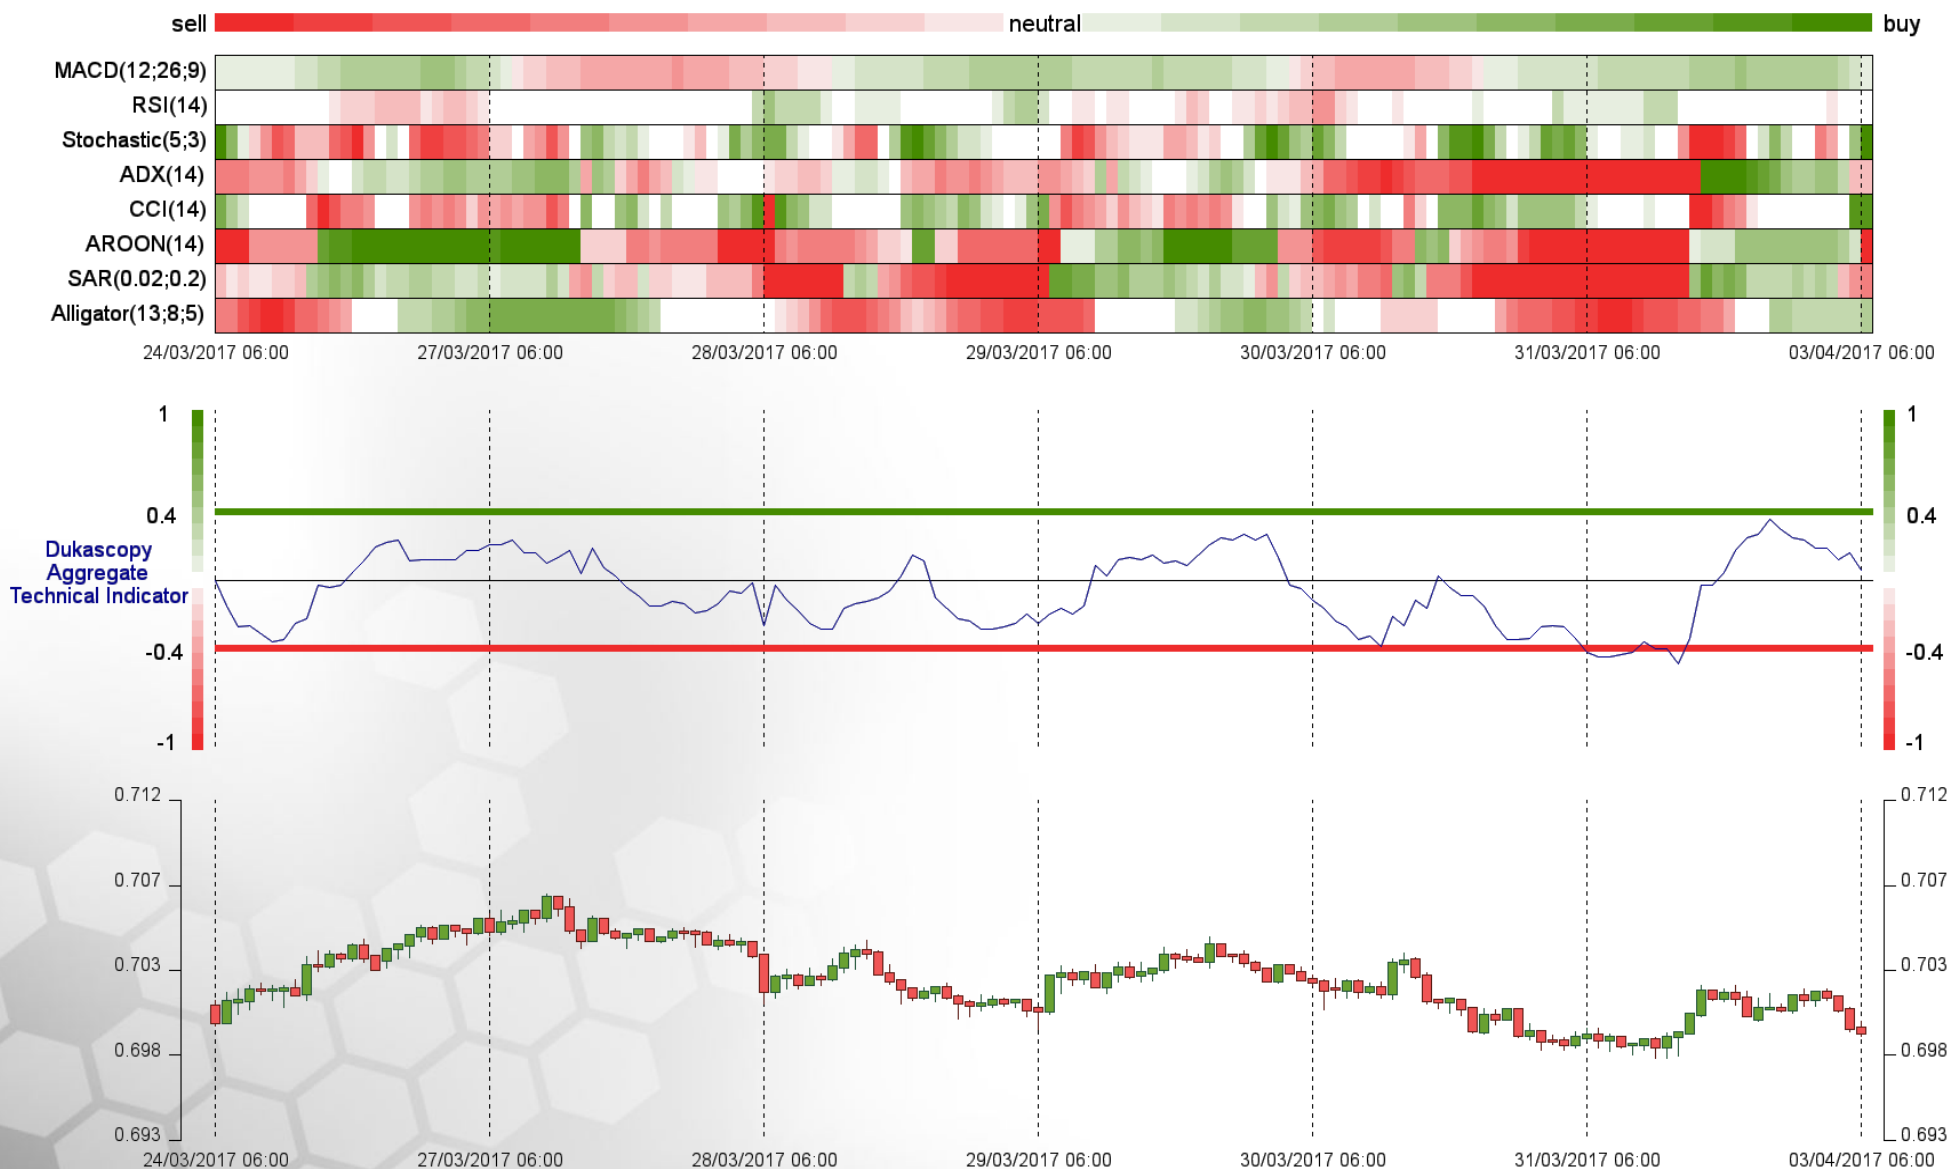 sell neutral buy
MACD(12;26;9)
RSI(14)
Stochastic(5;3)
ADX(14)
CCI(14)
AROON(14)
SAR(0.02;0.2)
Alligator(13;8;5)
24/03/2017 06:00 27/03/2017 06:00 28/03/2017 06:00 29/03/2017 06:00 30/03/2017 06:00 31/03/2017 06:00 03/04/2017 06:00
1 1
0.4 0.4
Dukascopy
Aggregate
Technical Indicator
-0.4 -0.4
-1 -1
0.712 0.712
0.707 0.707
0.703 0.703
0.698 0.698
0.693 0.693
24/03/2017 06:00 27/03/2017 06:00 28/03/2017 06:00 29/03/2017 06:00 30/03/2017 06:00 31/03/2017 06:00 03/04/2017 06:00